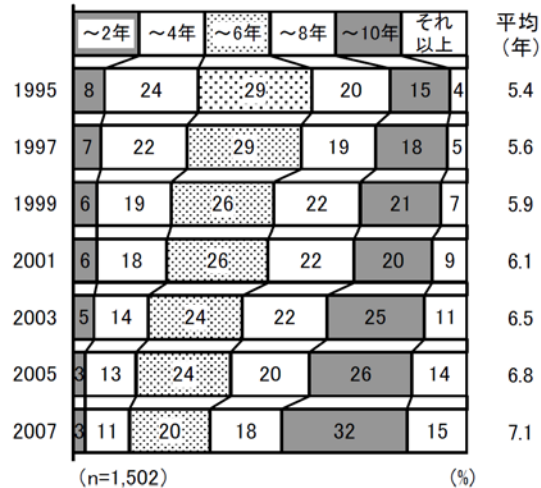 ～2年 ～4年 ～6年 ～8年 ～10年 それ以上 平均（年）
1995 8 24 29 20 15 4 5.4
1997 7 22 29 19 18 5 5.6
1999 6 19 26 22 21 7 5.9
2001 6 18 26 22 20 9 6.1
2003 5 14 24 22 25 11 6.5
2005 3 13 24 20 26 14 6.8
2007 3 11 20 18 32 15 7.1
(n=1,502) (%)